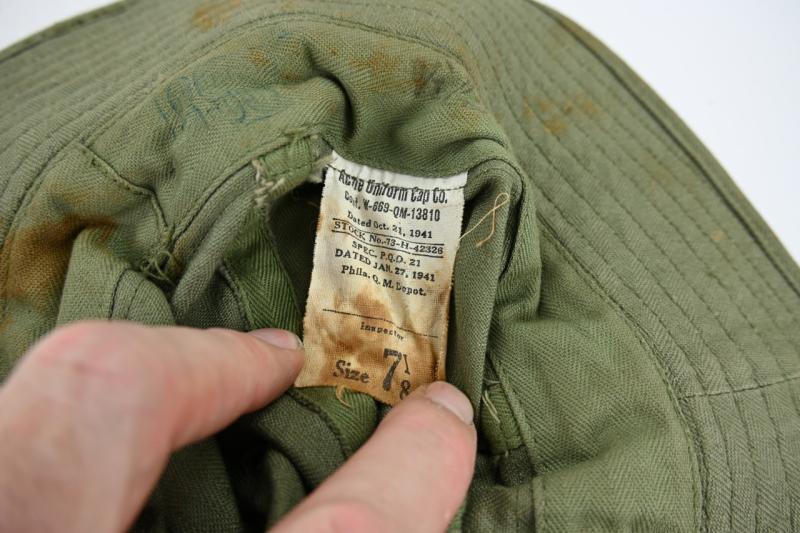 Acme Uniform Cap Co.
Cont. W-669-QM-13810
Dated Oct. 21, 1941
STOCK No.-73-H-42326
SPEC. P.Q.D. 21
DATED JAN. 27, 1941
Phila. Q. M. Depot.
Inspector
Size 7 1/8